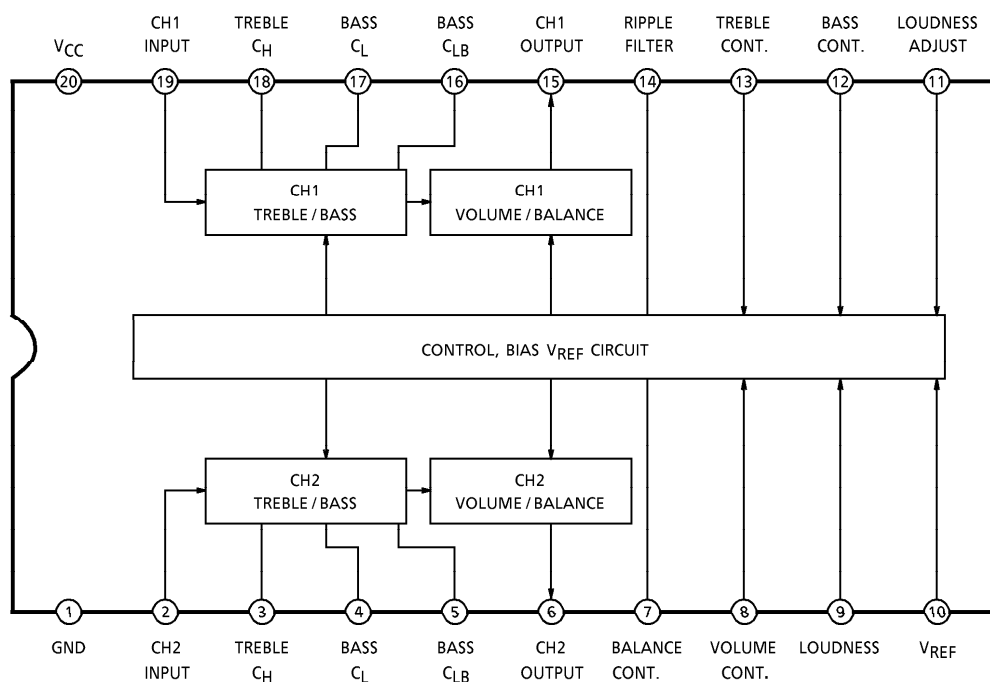 CH1 TREBLE BASS BASS CH1 RIPPLE TREBLE BASS LOUDNESS
VCC INPUT CH CL CLB OUTPUT FILTER CONT. CONT. ADJUST
20 19 18 17 16 15 14 13 12 11
CH1
TREBLE / BASS
CH1
VOLUME / BALANCE
CONTROL, BIAS VREF CIRCUIT
CH2
TREBLE / BASS
CH2
VOLUME / BALANCE
1 2 3 4 5 6 7 8 9 10
GND CH2 TREBLE BASS BASS CH2 BALANCE VOLUME LOUDNESS VREF
INPUT CH CL CLB OUTPUT CONT. CONT.